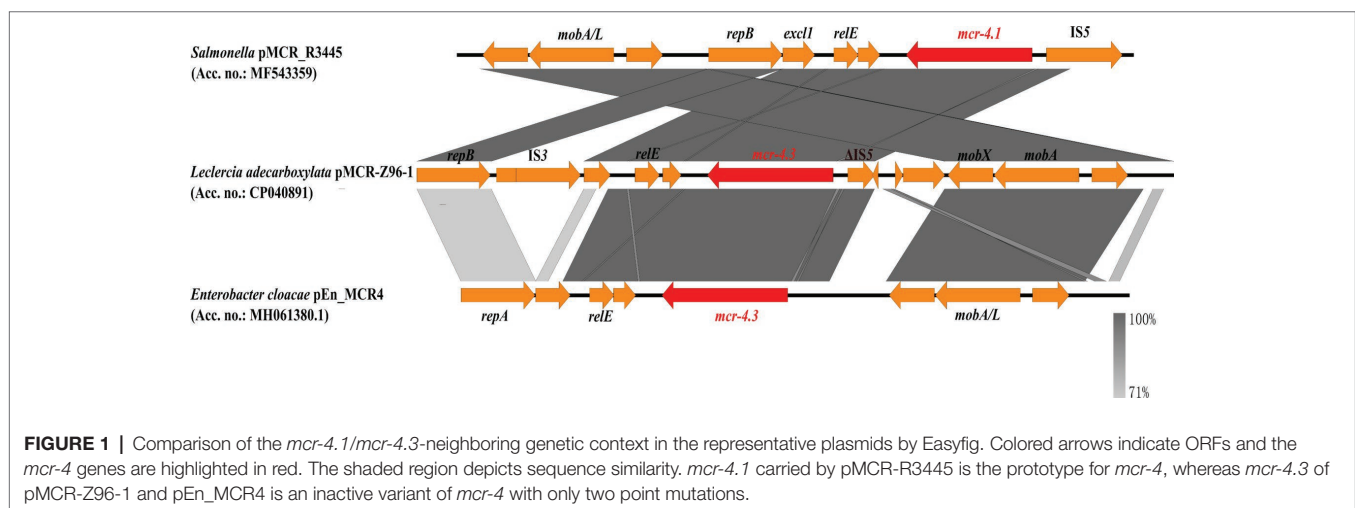 mobA/L repB excl1 relE mcr-4.1 IS5
Salmonella pMCR_R3445
(Acc. no.: MF543359)
repB IS3 relE mcr-4.3 ΔIS5 mobX mobA
Leclercia adecarboxylata pMCR-Z96-1
(Acc. no.: CP040891)
Enterobacter cloacae pEn_MCR4
(Acc. no.: MH061380.1)
repA relE mcr-4.3 mobA/L
100%
71%
FIGURE 1 | Comparison of the mcr-4.1/mcr-4.3-neighboring genetic context in the representative plasmids by Easyfig. Colored arrows indicate ORFs and the
mcr-4 genes are highlighted in red. The shaded region depicts sequence similarity. mcr-4.1 carried by pMCR-R3445 is the prototype for mcr-4, whereas mcr-4.3 of
pMCR-Z96-1 and pEn_MCR4 is an inactive variant of mcr-4 with only two point mutations.